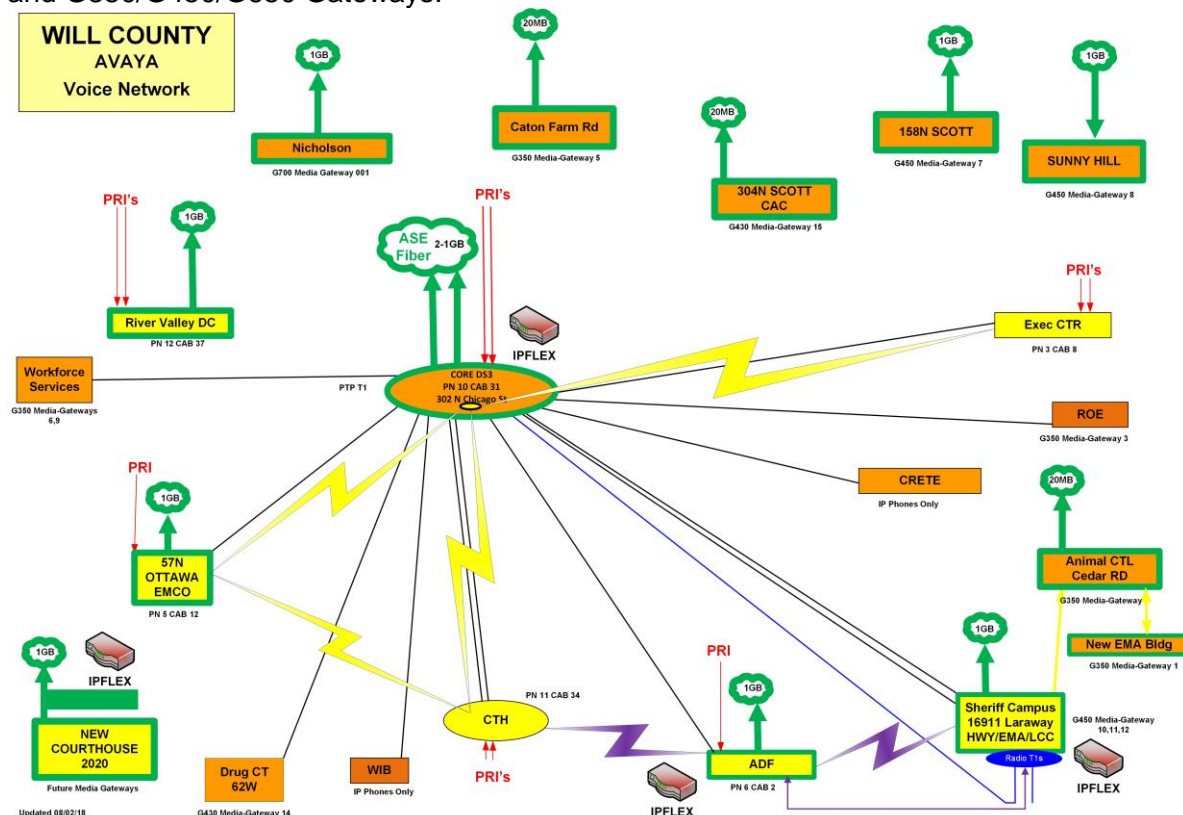 and G350/G450/G650 Gateways.
WILL COUNTY
AVAYA
Voice Network
1GB
20MB
1GB
1GB
Nicholson
G700 Media Gateway 001
Caton Farm Rd
G350 Media-Gateway 5
20MB
304N SCOTT
CAC
G430 Media-Gateway 15
158N SCOTT
G450 Media-Gateway 7
SUNNY HILL
G450 Media-Gateway 8
PRI's
1GB
River Valley DC
PN 12 CAB 37
ASE
Fiber
2-1GB
PRI's
IPFLEX
PRI's
Exec CTR
PN 3 CAB 8
Workforce
Services
G350 Media-Gateways
6,9
PTP T1
CORE DS3
PN 10 CAB 31
302 N Chicago St
ROE
G350 Media-Gateway 3
CRETE
IP Phones Only
PRI
1GB
57N
OTTAWA
EMCO
PN 5 CAB 12
20MB
Animal CTL
Cedar RD
G350 Media-Gateway
New EMA Bldg
G350 Media-Gateway 1
1GB
IPFLEX
NEW
COURTHOUSE
2020
Future Media Gateways
Updated 08/02/18
Drug CT
62W
G430 Media-Gateway 14
WIB
IP Phones Only
PN 11 CAB 34
CTH
PRI's
PRI
1GB
ADF
PN 6 CAB 2
IPFLEX
1GB
Sheriff Campus
16911 Laraway
HWY/EMA/LCC
Radio T1s
G450 Media-Gateway
10,11,12
IPFLEX